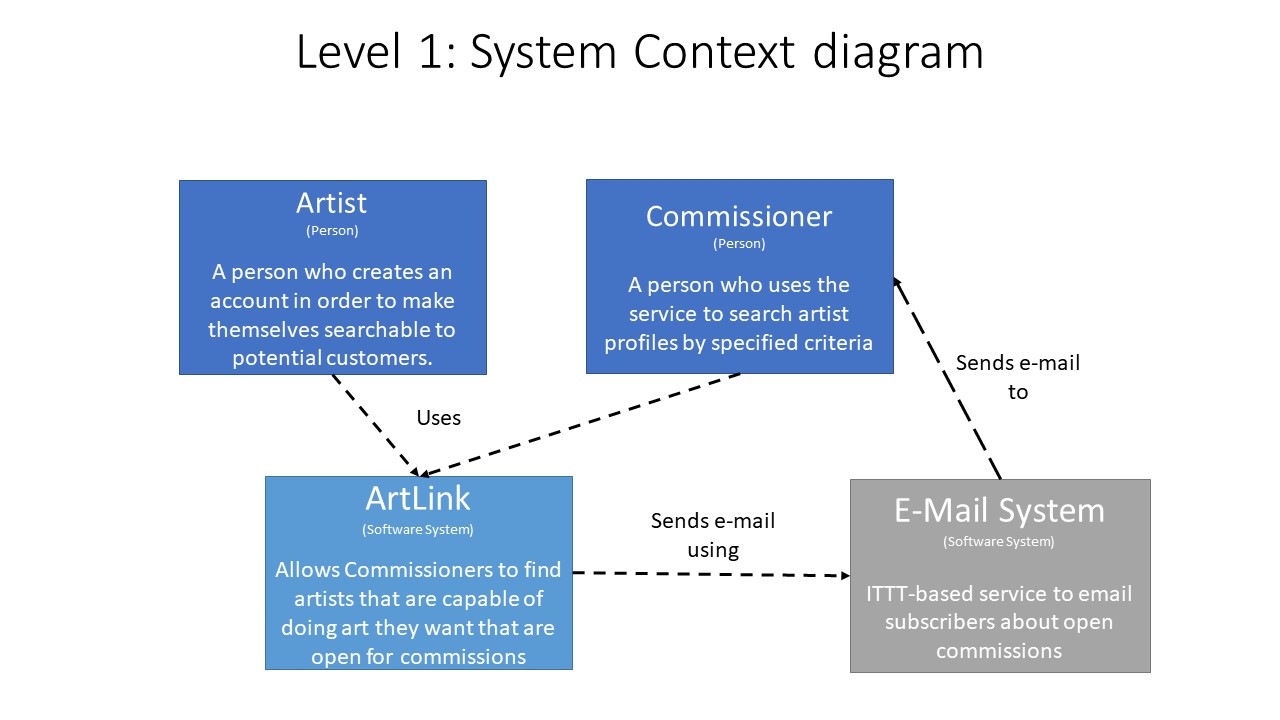 Level 1: System Context diagram
Artist
(Person)
A person who creates an
account in order to make
themselves searchable to
potential customers.
Commissioner
(Person)
A person who uses the
service to search artist
profiles by specified criteria
Sends e-mail
to
Uses
ArtLink
(Software System)
Allows Commissioners to find
artists that are capable of
doing art they want that are
open for commissions
Sends e-mail
using
E-Mail System
(Software System)
ITTT-based service to email
subscribers about open
commissions